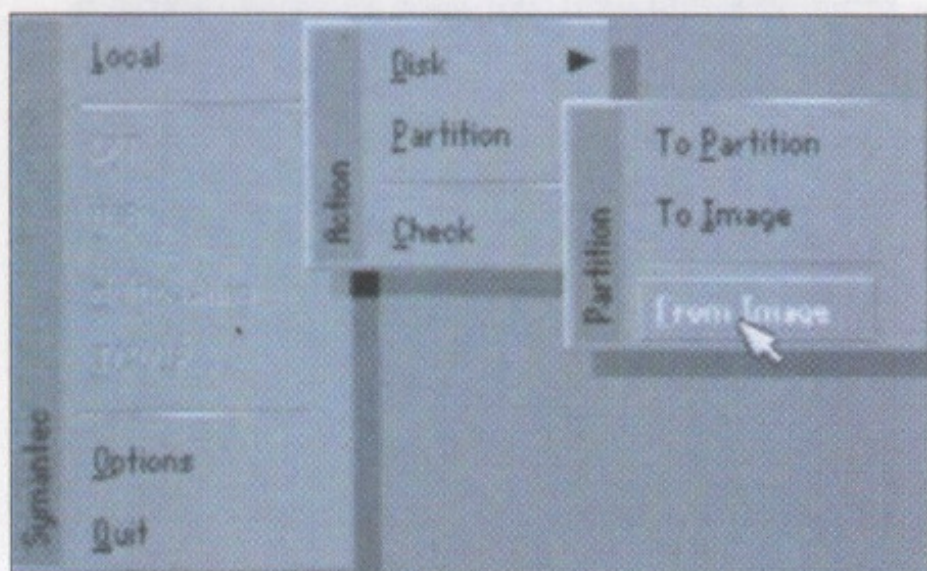 Symantec
Local
Options
Quit
Action
Disk
Partition
Check
Partition
To Partition
To Image
From Image